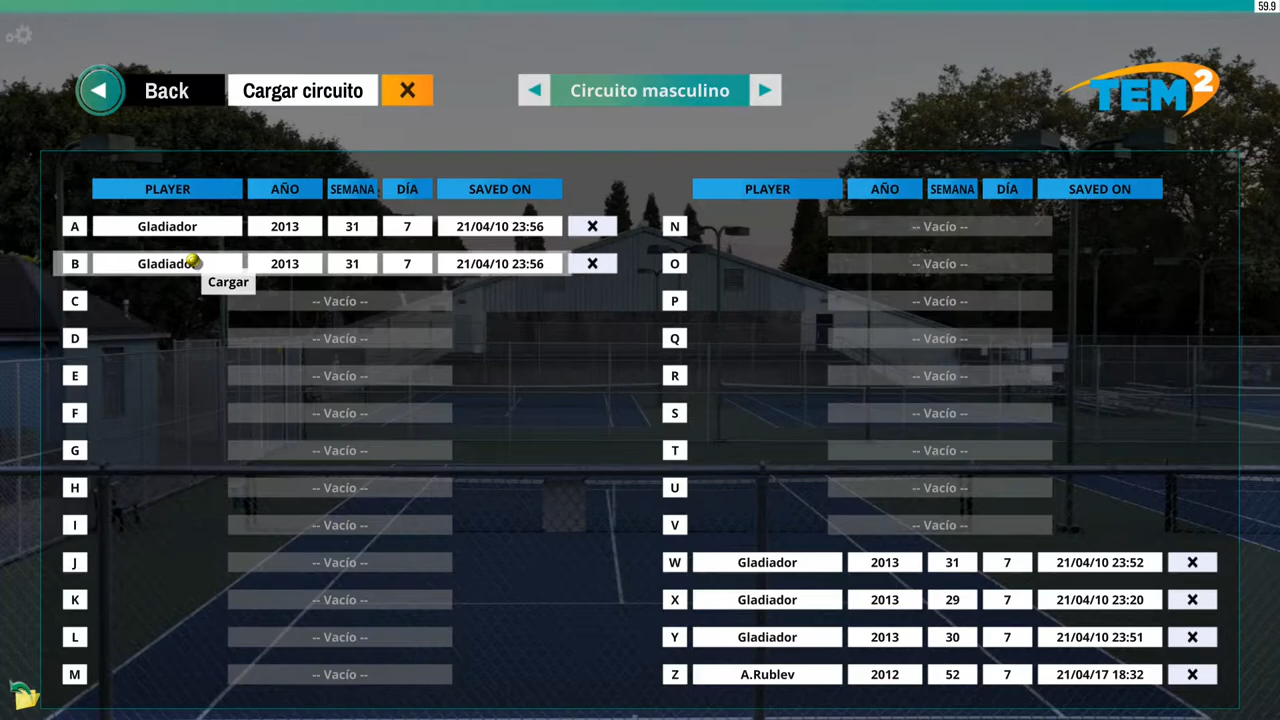 59.9
Back
Cargar circuito
Circuito masculino
TEM2
PLAYER AÑO SEMANA DÍA SAVED ON
A Gladiador 2013 31 7 21/04/10 23:56
B Gladiador 2013 31 7 21/04/10 23:56
Cargar
C -- Vacío --
D -- Vacío --
E -- Vacío --
F -- Vacío --
G -- Vacío --
H -- Vacío --
I -- Vacío --
J -- Vacío --
K -- Vacío --
L -- Vacío --
M -- Vacío --
PLAYER AÑO SEMANA DÍA SAVED ON
N -- Vacío --
O -- Vacío --
P -- Vacío --
Q -- Vacío --
R -- Vacío --
S -- Vacío --
T -- Vacío --
U -- Vacío --
V -- Vacío --
W Gladiador 2013 31 7 21/04/10 23:52
X Gladiador 2013 29 7 21/04/10 23:20
Y Gladiador 2013 30 7 21/04/10 23:51
Z A.Rublev 2012 52 7 21/04/17 18:32